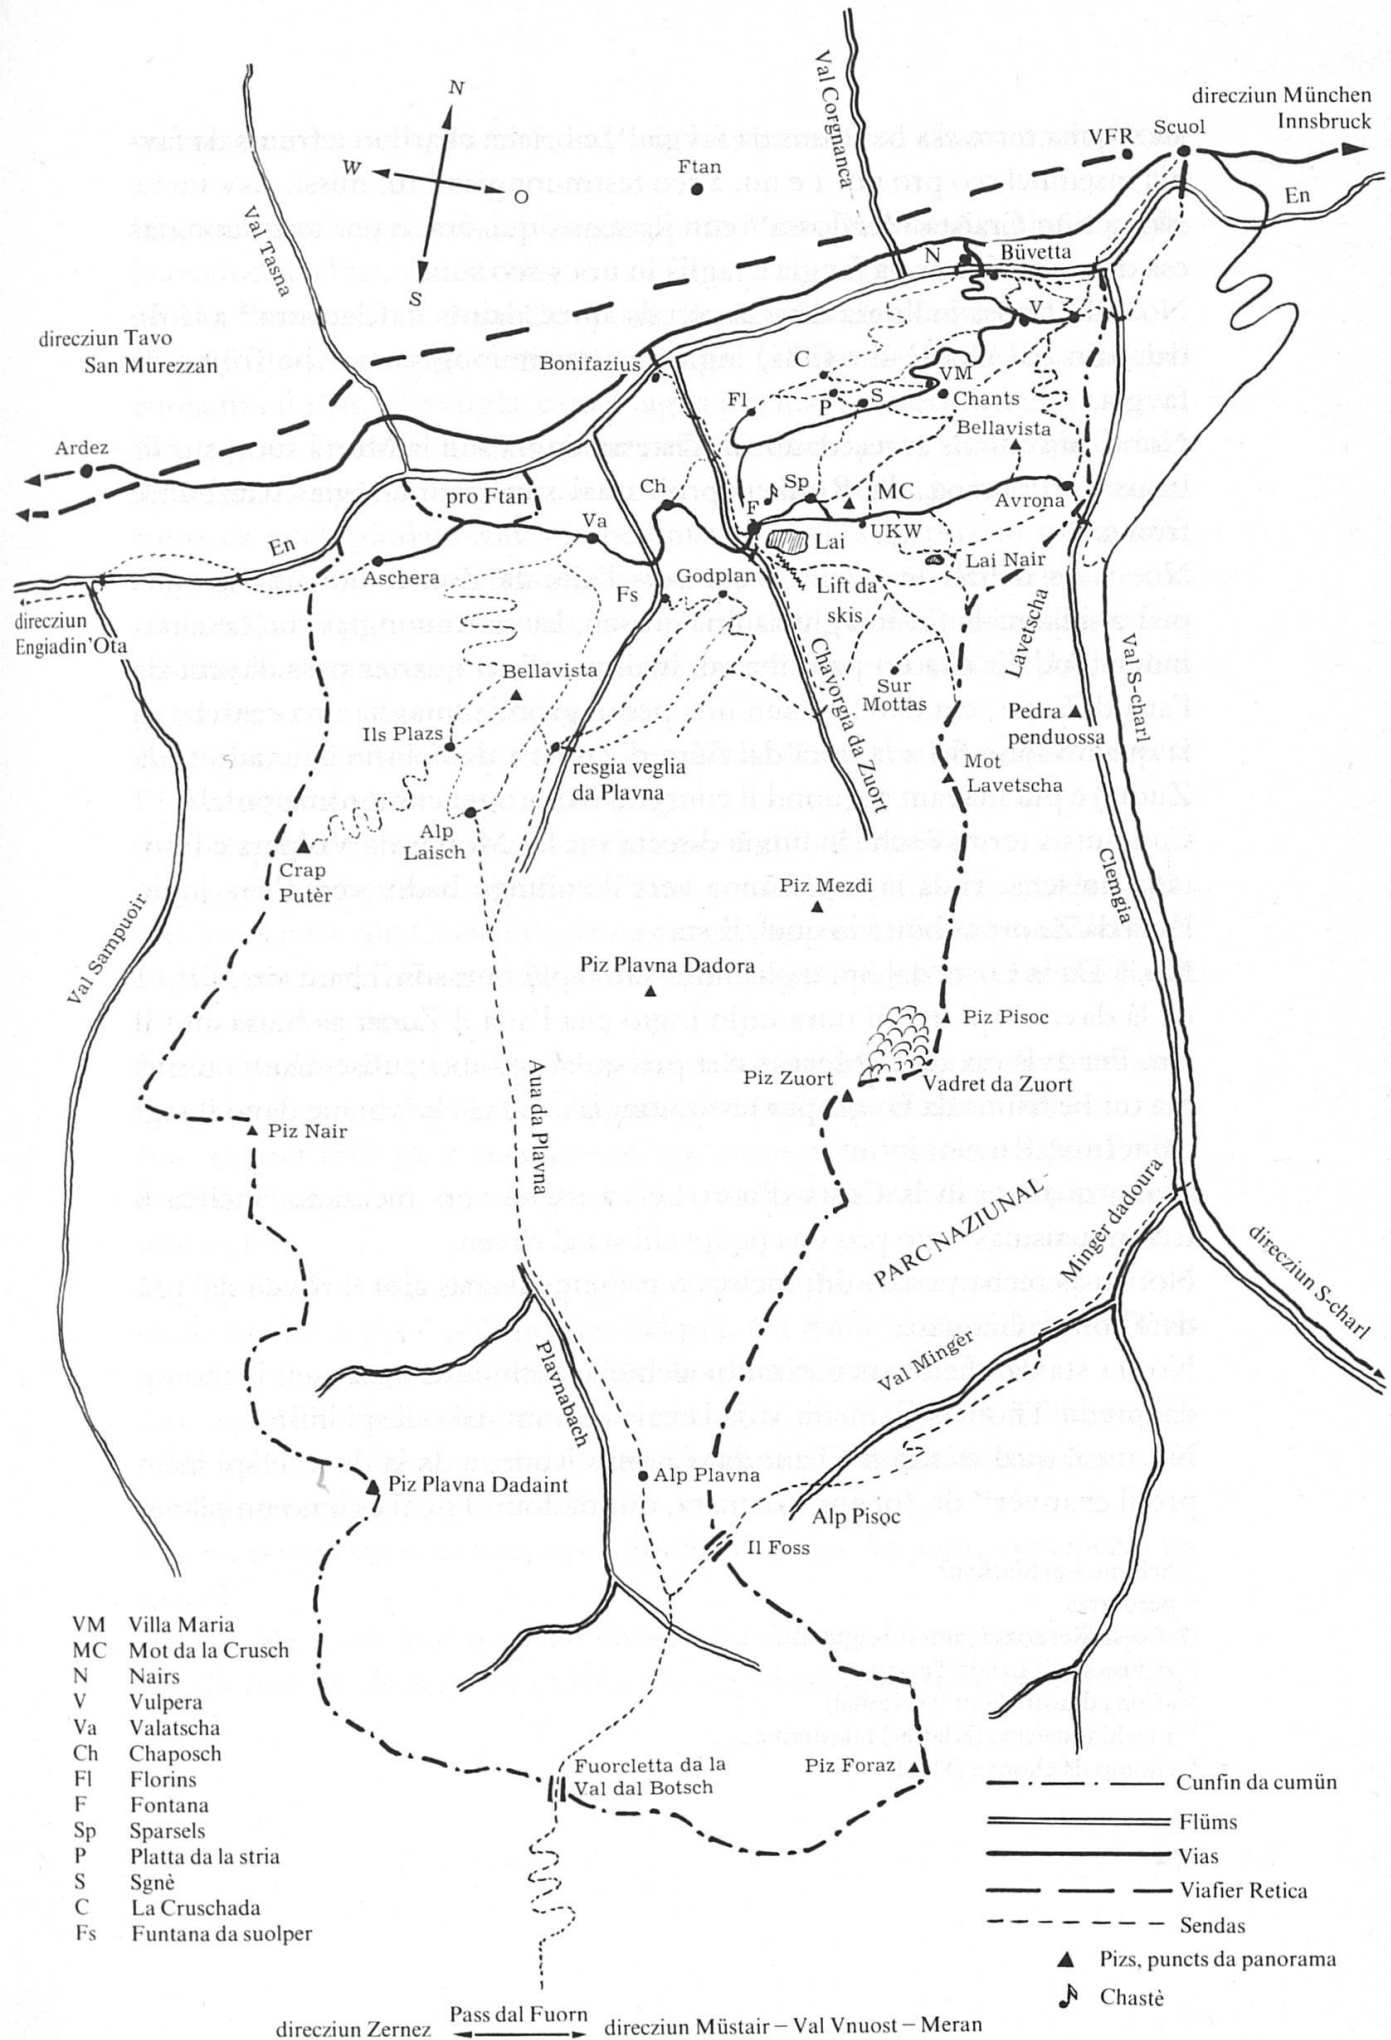 N
W
O
S
Val Tasna
Val Corgnanca
Ftan
direcziun München
Innsbruck
VFR
Scuol
En
N
Büvetta
V
direcziun Tavo
San Murezzan
Bonifazius
C
VM
Fl
P
S
Chants
Bellavista
Ardez
pro Ftan
Ch
Sp
MC
Avrona
Va
F
UKW
En
Lai
Lai Nair
Aschera
Godplan
Fs
Lift da
skis
direcziun
Engiadin'Ota
Lavetscha
Val S-charl
Bellavista
Chavorgia da Zuort
Sur
Mottas
Pedra
penduossa
Ils Plazs
resgia veglia
da Plavna
Mot
Lavetscha
Alp
Laisch
Crap
Putèr
Clemgia
Piz Mezdi
Val Sampuoir
Piz Plavna Dadora
Piz Pisoc
Aua da Plavna
Piz Zuort
Vadret da Zuort
Piz Nair
PARC NAZIUNAL
Mingèr dadoura
direcziun S-charl
Plavnabach
Val Mingèr
Piz Plavna Dadaint
Alp Plavna
Alp Pisoc
Il Foss
Fuorcletta da la
Val dal Botsch
Piz Foraz
VM Villa Maria
MC Mot da la Crusch
N Nairs
V Vulpera
Va Valatscha
Ch Chaposch
Fl Florins
F Fontana
Sp Sparsels
P Platta da la stria
S Sgnè
C La Cruschada
Fs Funtana da suolper
Cunfin da cumün
Flüms
Vias
Viafier Retica
Sendas
Pizs, puncts da panorama
Chastè
Pass dal Fuorn
direcziun Zernez
direcziun Müstair – Val Vnuost – Meran